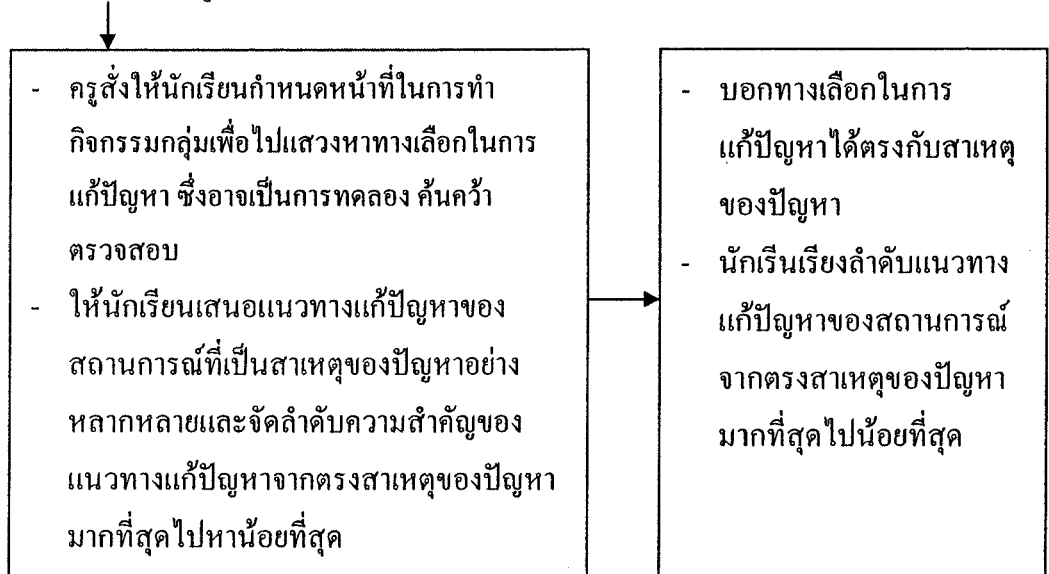 - ครูสั่งให้นักเรียนกำหนดหน้าที่ในการทำ
กิจกรรมกลุ่มเพื่อไปแสวงหาทางเลือกในการ
แก้ปัญหา ซึ่งอาจเป็นการทดลอง ค้นคว้า
ตรวจสอบ
- ให้นักเรียนเสนอแนวทางแก้ปัญหาของ
สถานการณ์ที่เป็นสาเหตุของปัญหาอย่าง
หลากหลายและจัดลำดับความสำคัญของ
แนวทางแก้ปัญหาจากตรงสาเหตุของปัญหา
มากที่สุดไปหาน้อยที่สุด
- บอกทางเลือกในการ
แก้ปัญหาได้ตรงกับสาเหตุ
ของปัญหา
- นักเรีนเรียงลำดับแนวทาง
แก้ปัญหาของสถานการณ์
จากตรงสาเหตุของปัญหา
มากที่สุดไปน้อยที่สุด